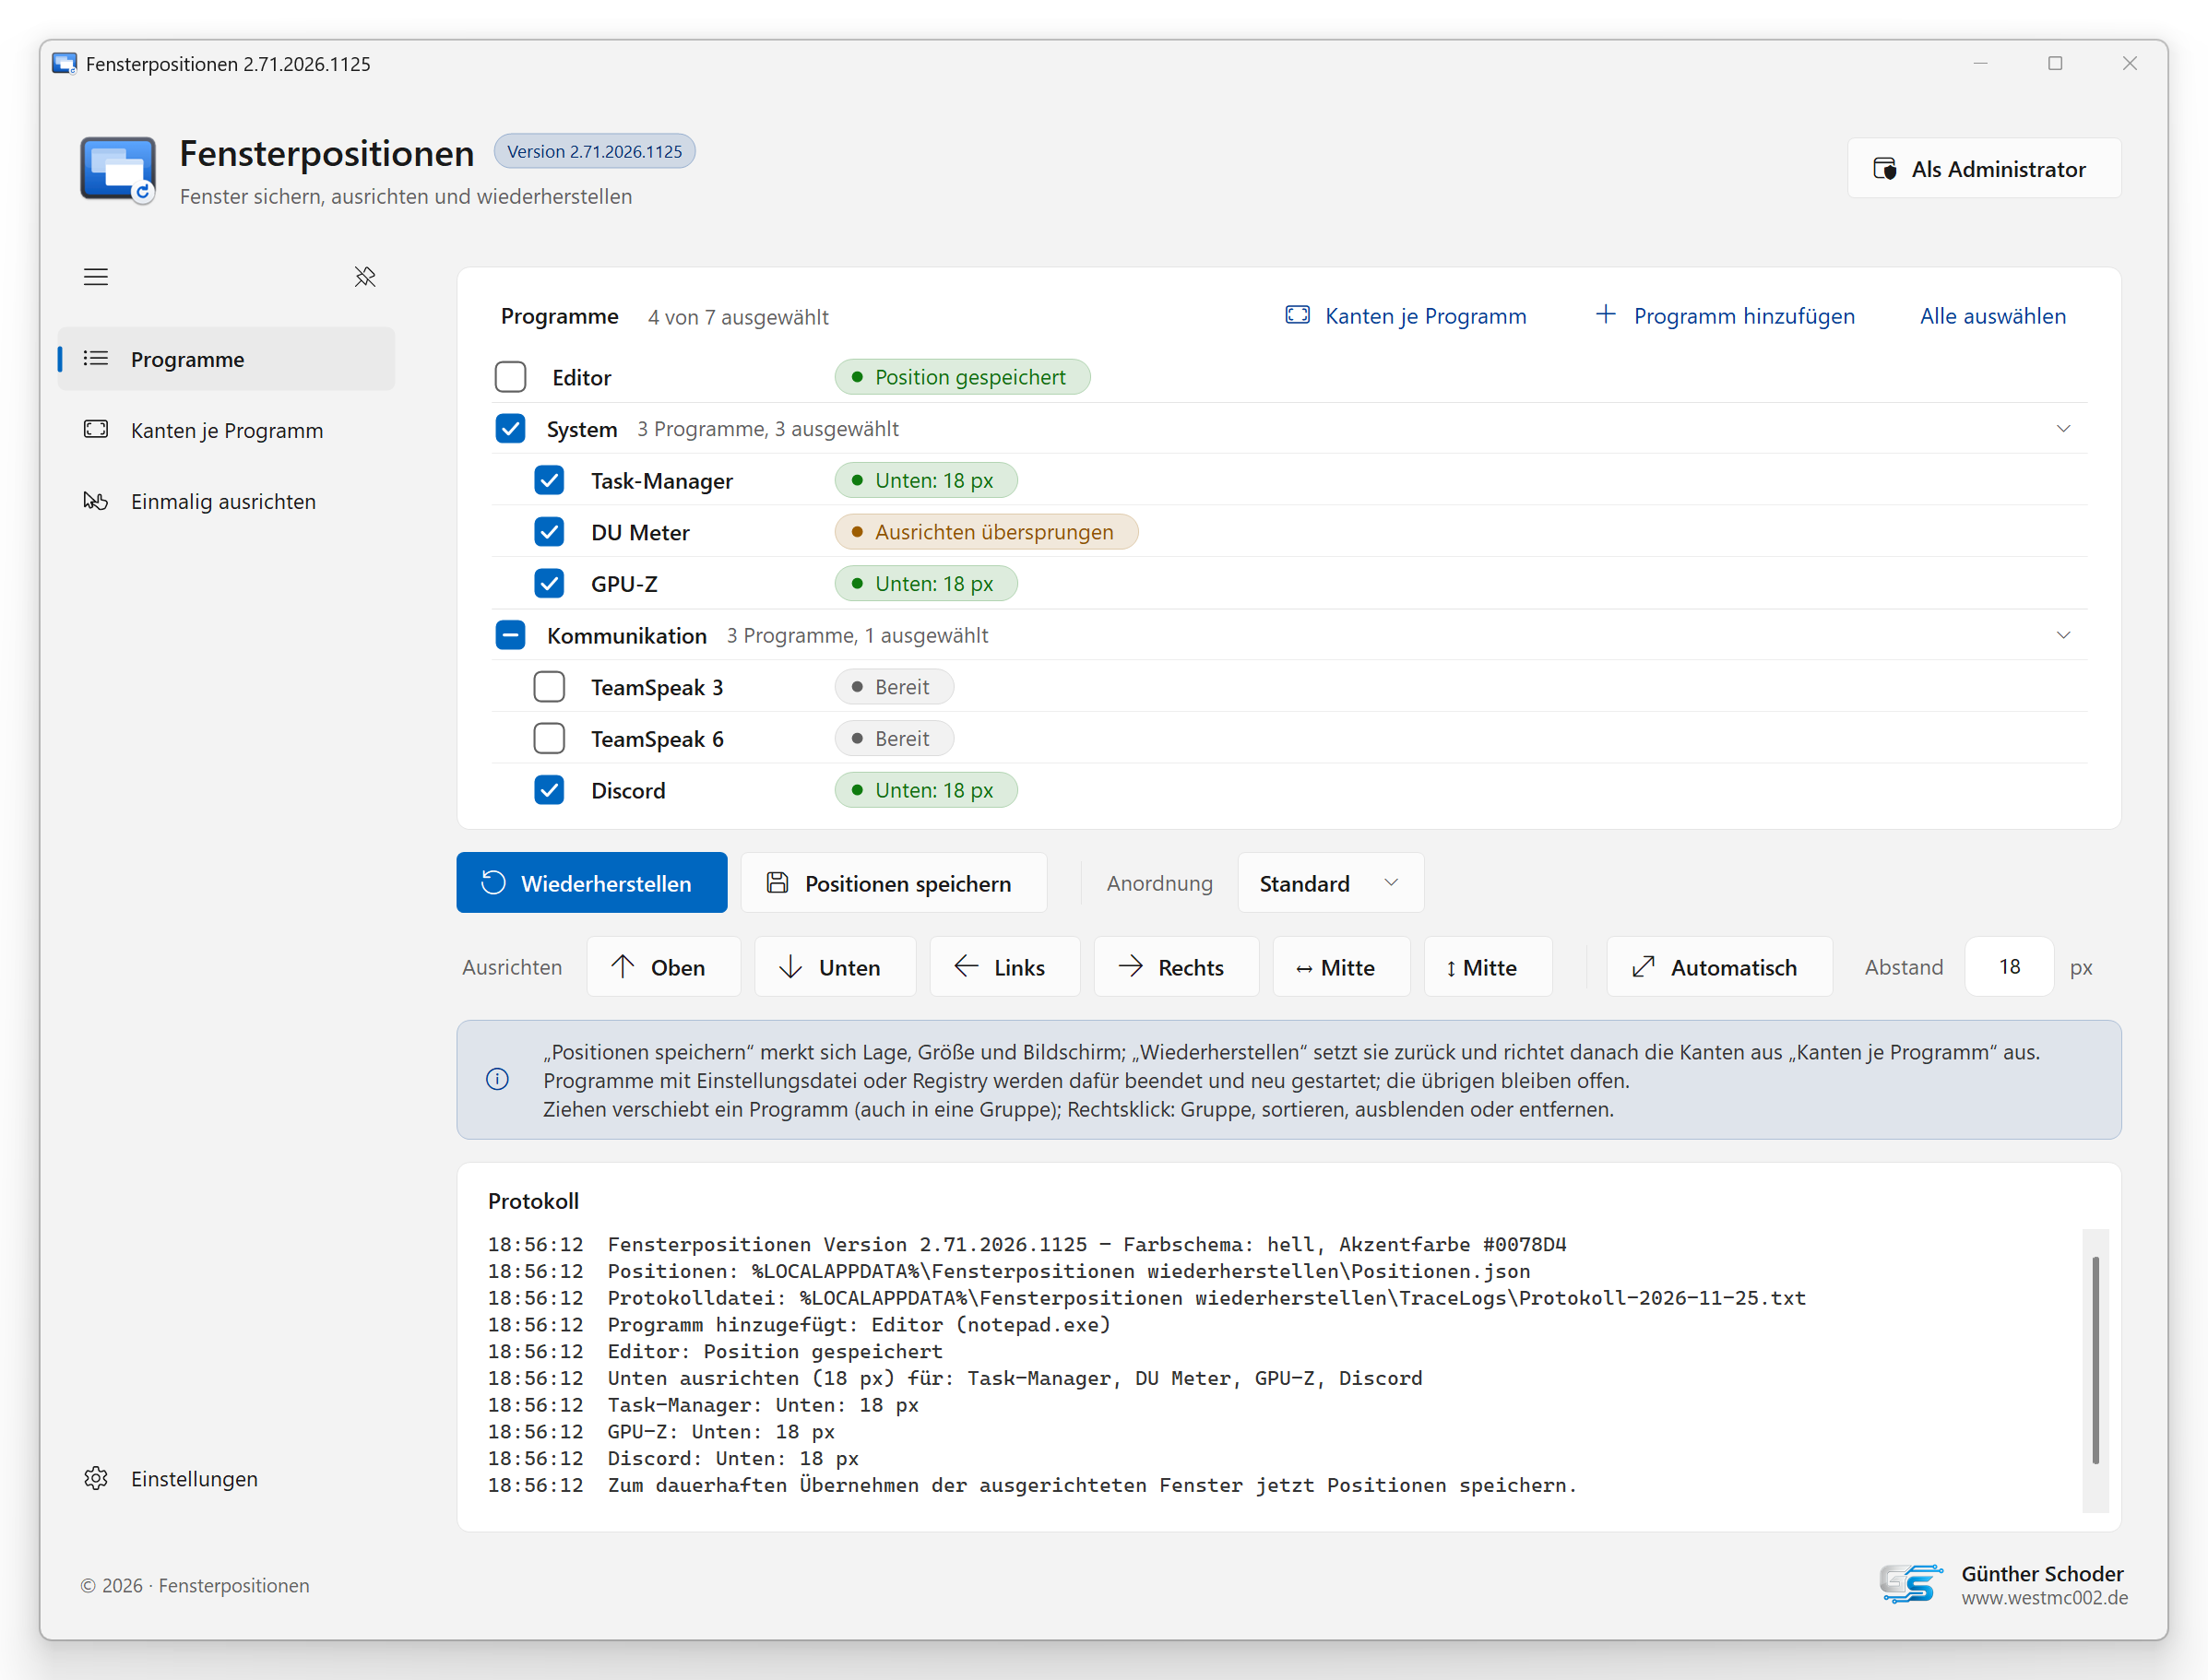 Fensterpositionen 2.71.2026.1125
Fensterpositionen
Version 2.71.2026.1125
Fenster sichern, ausrichten und wiederherstellen
Als Administrator
Programme
Kanten je Programm
Einmalig ausrichten
Einstellungen
Programme 4 von 7 ausgewählt
Kanten je Programm
Programm hinzufügen
Alle auswählen
Editor Position gespeichert
System 3 Programme, 3 ausgewählt
Task-Manager Unten: 18 px
DU Meter Ausrichten übersprungen
GPU-Z Unten: 18 px
Kommunikation 3 Programme, 1 ausgewählt
TeamSpeak 3 Bereit
TeamSpeak 6 Bereit
Discord Unten: 18 px
Wiederherstellen Positionen speichern Anordnung Standard
Ausrichten ↑ Oben ↓ Unten ← Links → Rechts ↔ Mitte ↕ Mitte Automatisch Abstand 18 px
„Positionen speichern“ merkt sich Lage, Größe und Bildschirm; „Wiederherstellen“ setzt sie zurück und richtet danach die Kanten aus „Kanten je Programm“ aus.
Programme mit Einstellungsdatei oder Registry werden dafür beendet und neu gestartet; die übrigen bleiben offen.
Ziehen verschiebt ein Programm (auch in eine Gruppe); Rechtsklick: Gruppe, sortieren, ausblenden oder entfernen.
Protokoll
18:56:12 Fensterpositionen Version 2.71.2026.1125 – Farbschema: hell, Akzentfarbe #0078D4
18:56:12 Positionen: %LOCALAPPDATA%\Fensterpositionen wiederherstellen\Positionen.json
18:56:12 Protokolldatei: %LOCALAPPDATA%\Fensterpositionen wiederherstellen\TraceLogs\Protokoll-2026-11-25.txt
18:56:12 Programm hinzugefügt: Editor (notepad.exe)
18:56:12 Editor: Position gespeichert
18:56:12 Unten ausrichten (18 px) für: Task-Manager, DU Meter, GPU-Z, Discord
18:56:12 Task-Manager: Unten: 18 px
18:56:12 GPU-Z: Unten: 18 px
18:56:12 Discord: Unten: 18 px
18:56:12 Zum dauerhaften Übernehmen der ausgerichteten Fenster jetzt Positionen speichern.
© 2026 · Fensterpositionen
GS
Günther Schoder
www.westmc002.de